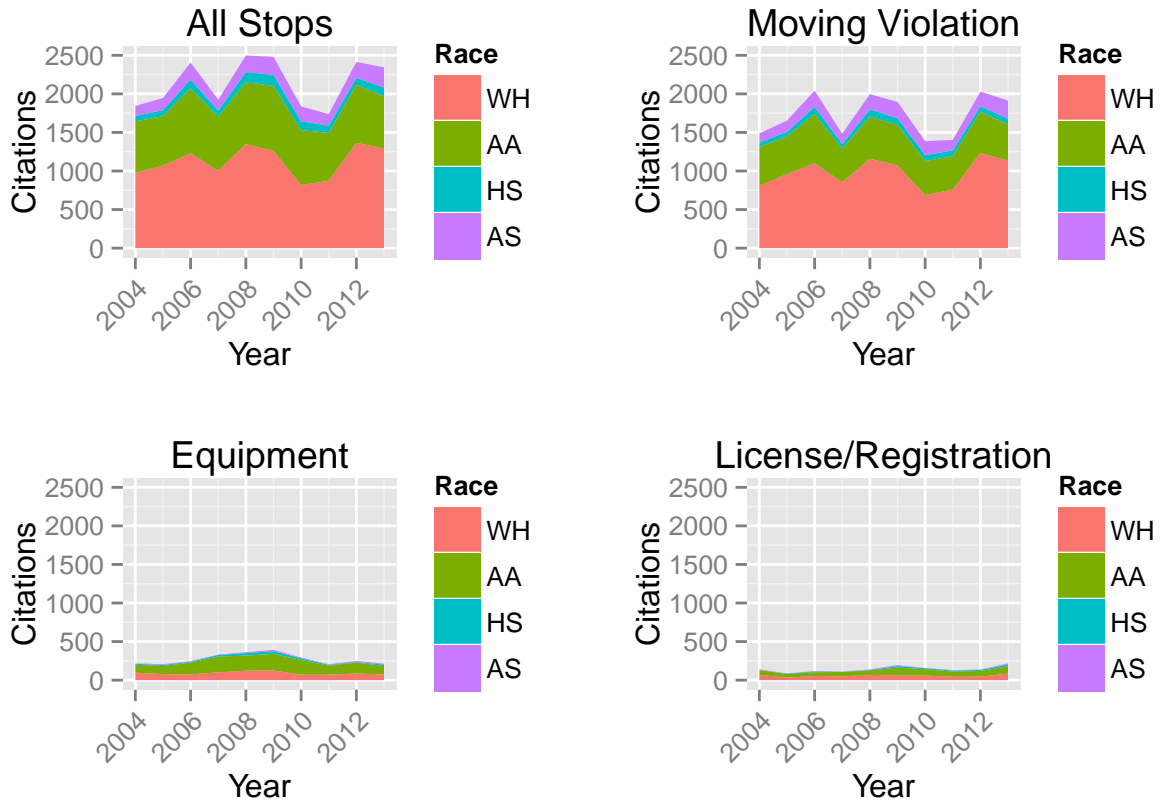 All Stops
2500
2000
1500
1000
500
0
Citations
2004
2006
2008
2010
2012
Year
Race
WH
AA
HS
AS
Moving Violation
2500
2000
1500
1000
500
0
Citations
2004
2006
2008
2010
2012
Year
Race
WH
AA
HS
AS
Equipment
2500
2000
1500
1000
500
0
Citations
2004
2006
2008
2010
2012
Year
Race
WH
AA
HS
AS
License/Registration
2500
2000
1500
1000
500
0
Citations
2004
2006
2008
2010
2012
Year
Race
WH
AA
HS
AS